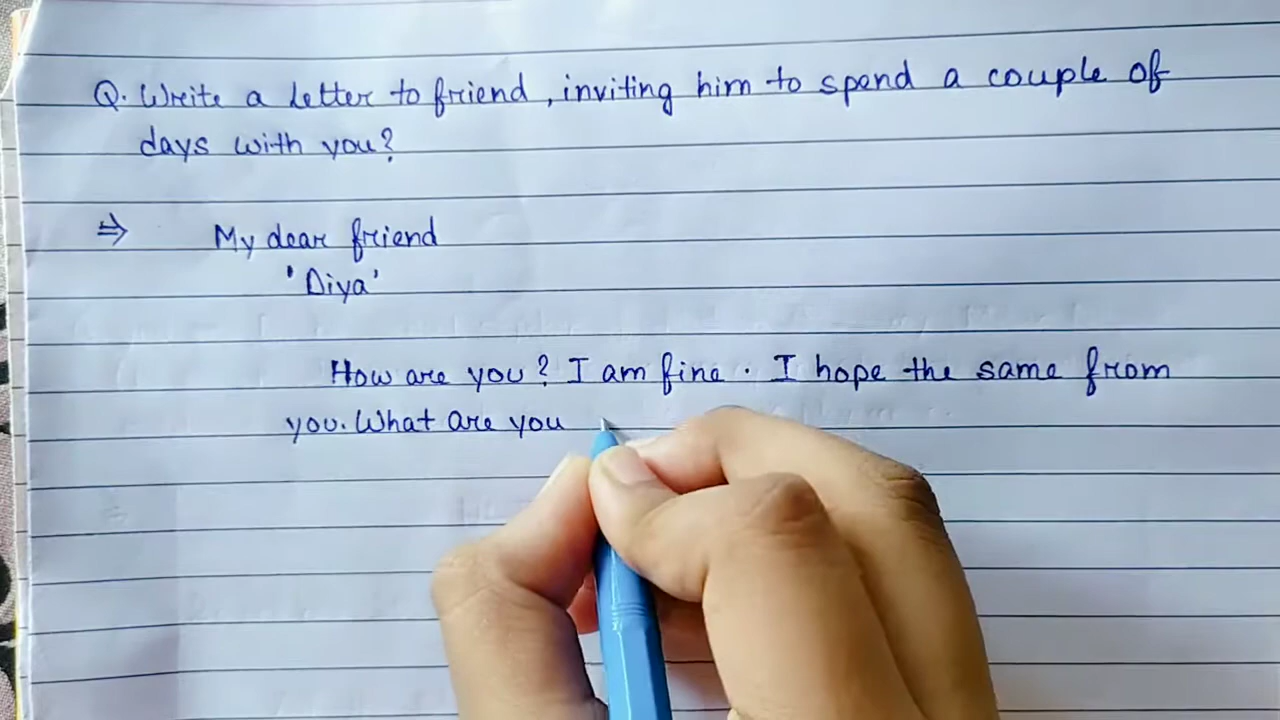 Q. Write a letter to friend, inviting him to spend a couple of
days with you?
⇒ My dear friend
'Diya'
How are you? I am fine. I hope the same from
you. What are you